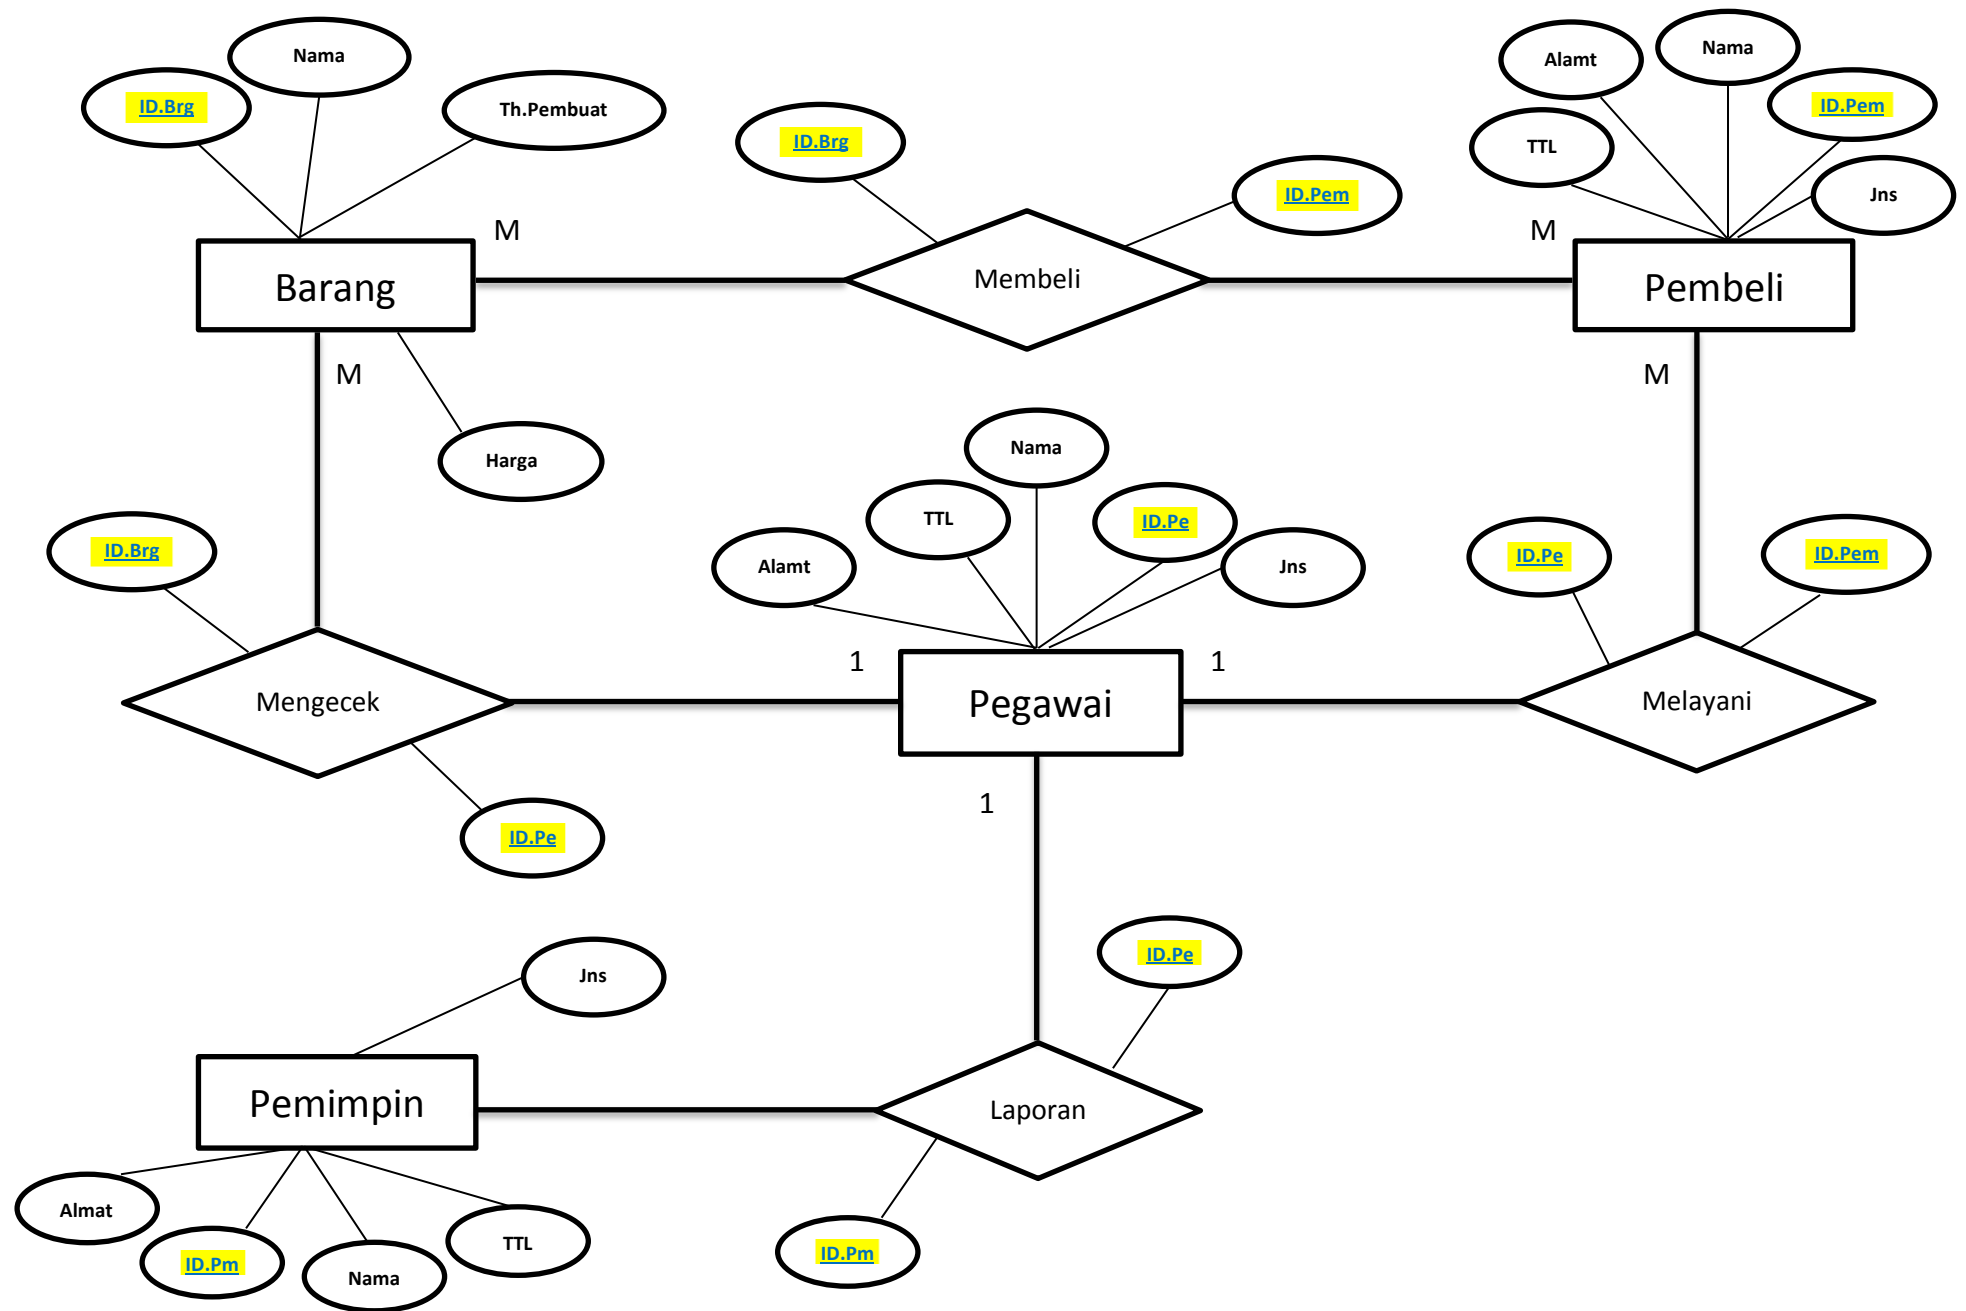 Nama
ID.Brg
Th.Pembuat
Nama
Alamt
ID.Pem
TTL
Jns
ID.Brg
ID.Pem
M
M
Barang
Membeli
Pembeli
M
M
Harga
Nama
TTL
ID.Pe
Alamt
Jns
ID.Brg
ID.Pe
ID.Pem
1
1
Mengecek
Pegawai
Melayani
1
ID.Pe
ID.Pe
Jns
Pemimpin
Laporan
Almat
ID.Pm
Nama
TTL
ID.Pm